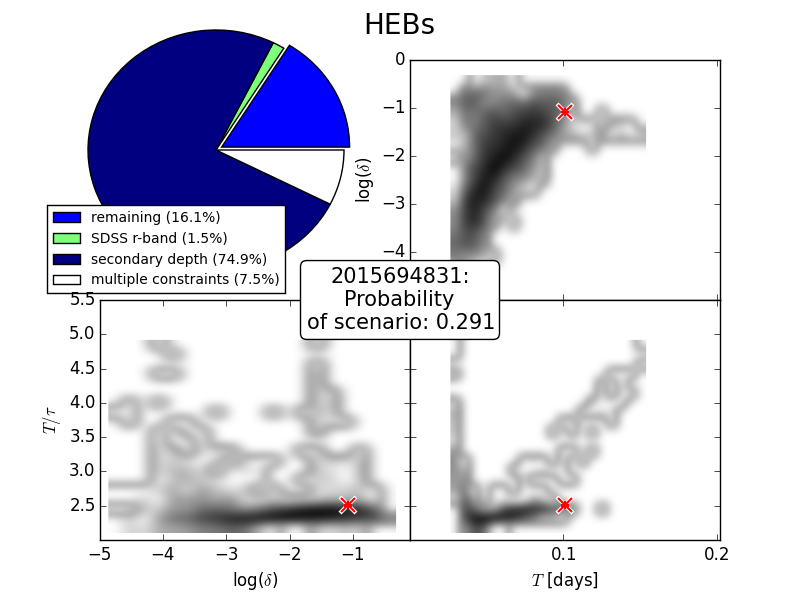 HEBs
remaining (16.1%)
SDSS r-band (1.5%)
secondary depth (74.9%)
multiple constraints (7.5%)
0
−1
−2
−3
−4
log(δ)
2015694831:
Probability
of scenario: 0.291
5.5
5.0
4.5
4.0
3.5
3.0
2.5
T/τ
−5 −4 −3 −2 −1
log(δ)
0.1 0.2
T [days]